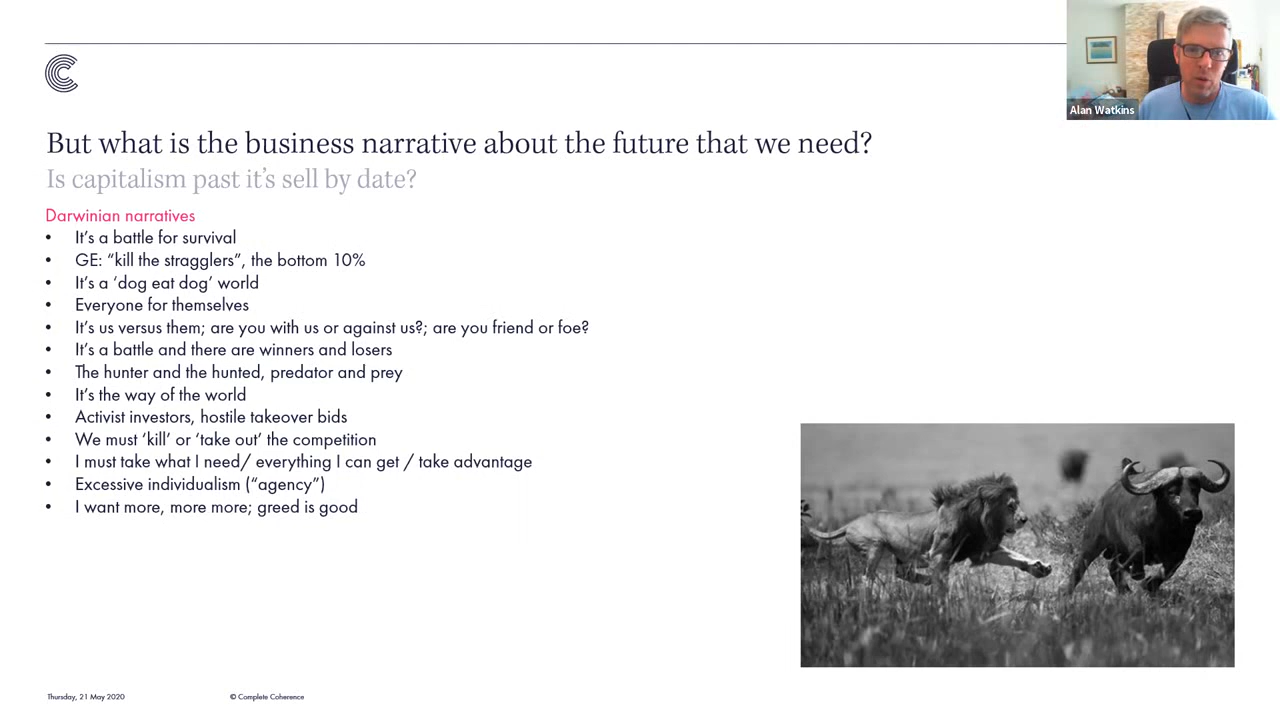 Alan Watkins
But what is the business narrative about the future that we need?
Is capitalism past it's sell by date?
Darwinian narratives
• It's a battle for survival
• GE: "kill the stragglers", the bottom 10%
• It's a 'dog eat dog' world
• Everyone for themselves
• It's us versus them; are you with us or against us?; are you friend or foe?
• It's a battle and there are winners and losers
• The hunter and the hunted, predator and prey
• It's the way of the world
• Activist investors, hostile takeover bids
• We must 'kill' or 'take out' the competition
• I must take what I need/ everything I can get / take advantage
• Excessive individualism ("agency")
• I want more, more more; greed is good
Thursday, 21 May 2020
© Complete Coherence